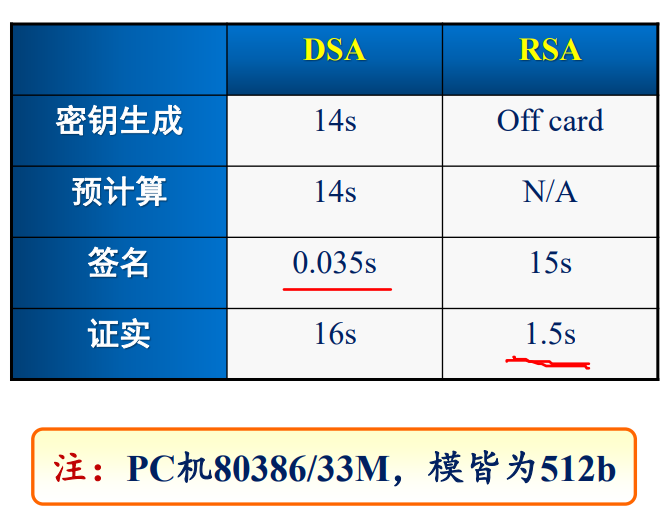 DSA RSA
密钥生成 14s Off card
预计算 14s N/A
签名 0.035s 15s
证实 16s 1.5s
注：PC机80386/33M，模皆为512b